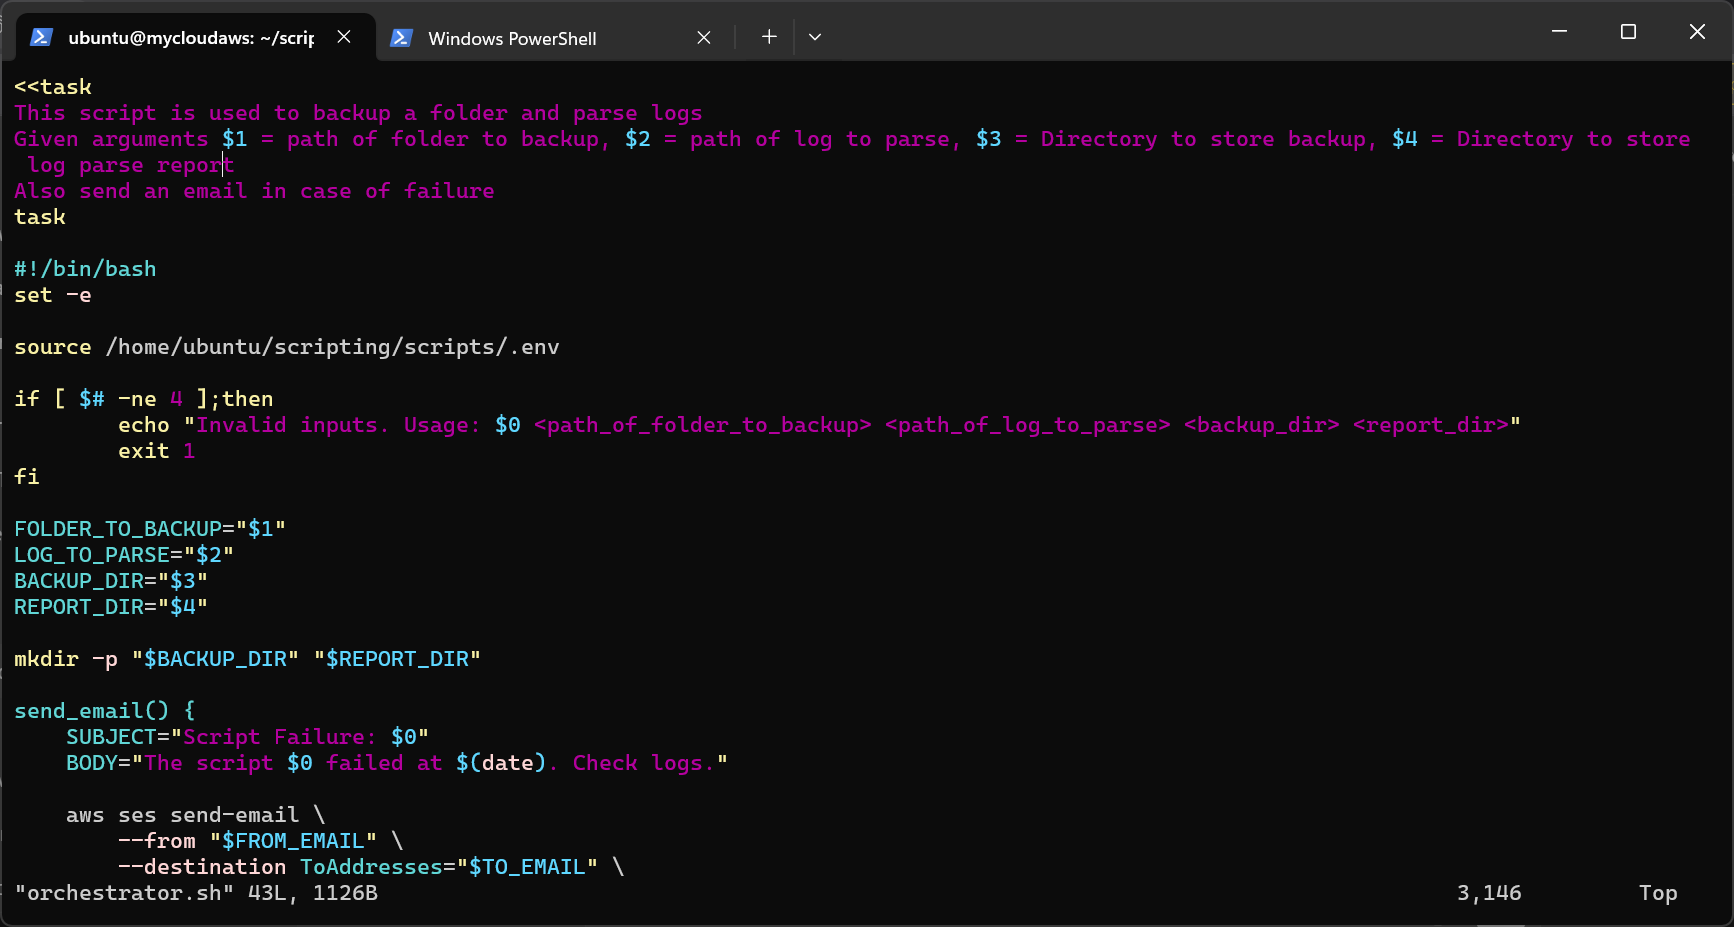 ubuntu@mycloudaws: ~/scrip
Windows PowerShell
<<task
This script is used to backup a folder and parse logs
Given arguments $1 = path of folder to backup, $2 = path of log to parse, $3 = Directory to store backup, $4 = Directory to store
 log parse report
Also send an email in case of failure
task

#!/bin/bash
set -e

source /home/ubuntu/scripting/scripts/.env

if [ $# -ne 4 ];then
        echo "Invalid inputs. Usage: $0 <path_of_folder_to_backup> <path_of_log_to_parse> <backup_dir> <report_dir>"
        exit 1
fi

FOLDER_TO_BACKUP="$1"
LOG_TO_PARSE="$2"
BACKUP_DIR="$3"
REPORT_DIR="$4"

mkdir -p "$BACKUP_DIR" "$REPORT_DIR"

send_email() {
    SUBJECT="Script Failure: $0"
    BODY="The script $0 failed at $(date). Check logs."

    aws ses send-email \
        --from "$FROM_EMAIL" \
        --destination ToAddresses="$TO_EMAIL" \
"orchestrator.sh" 43L, 1126B 3,146 Top